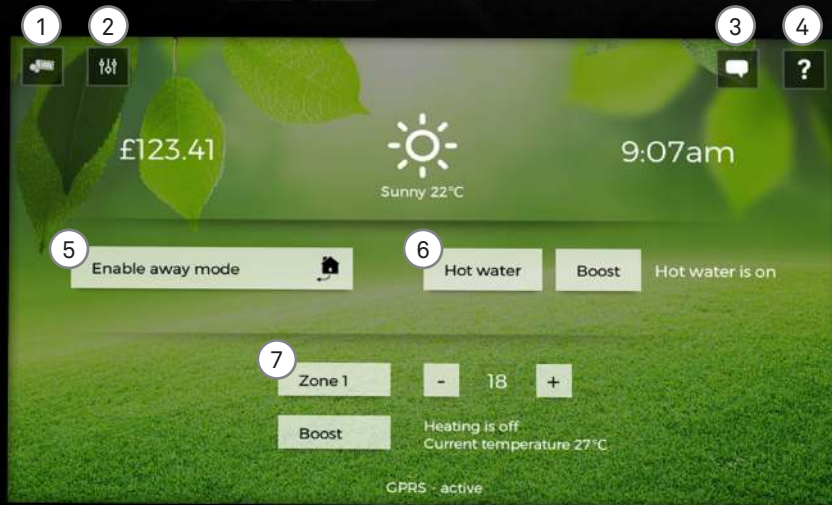 1 2 3 4
?
£123.41
9:07am
Sunny 22°C
5 6
Enable away mode
Hot water Boost Hot water is on
7
Zone 1 - 18 +
Boost
Heating is off
Current temperature 27°C
GPRS - active